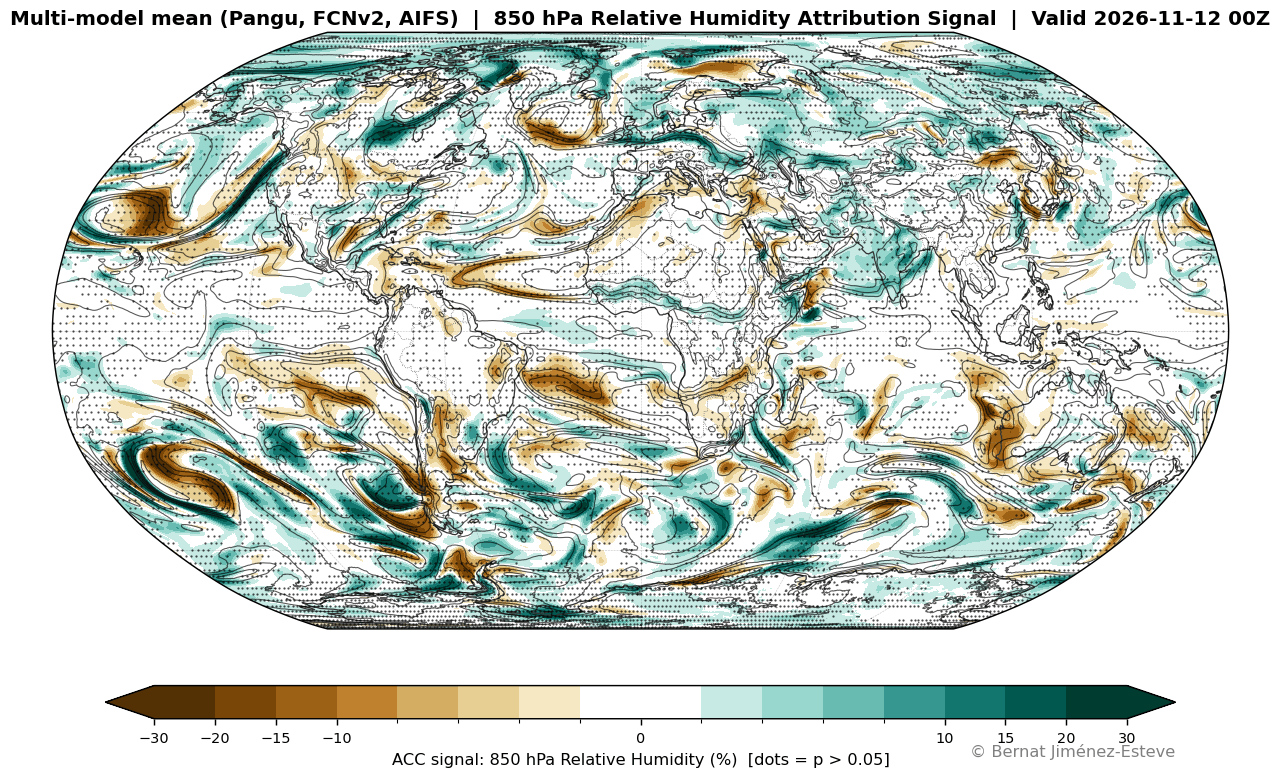 Multi-model mean (Pangu, FCNv2, AIFS)  |  850 hPa Relative Humidity Attribution Signal  |  Valid 2026-11-12 00Z
−30 −20 −15 −10 0 10 15 20 30
ACC signal: 850 hPa Relative Humidity (%)  [dots = p > 0.05]
© Bernat Jiménez-Esteve